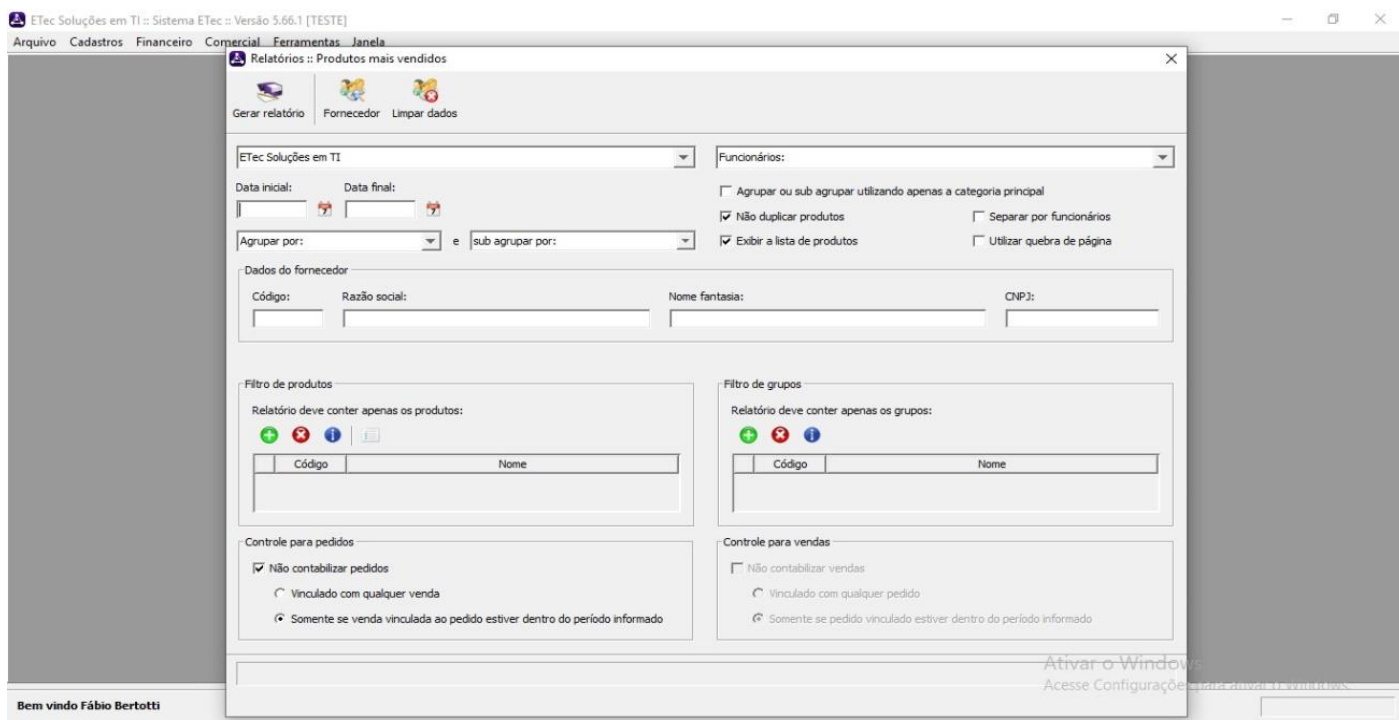 ETec Soluções em TI :: Sistema ETec :: Versão 5.66.1 [TESTE]
Arquivo Cadastros Financeiro Comercial Ferramentas Janela
Relatórios :: Produtos mais vendidos
Gerar relatório Fornecedor Limpar dados
ETec Soluções em TI Funcionários:
Data inicial: Data final:
Agrupar ou sub agrupar utilizando apenas a categoria principal
Não duplicar produtos Separar por funcionários
Agrupar por: e sub agrupar por: Exibir a lista de produtos Utilizar quebra de página
Dados do fornecedor
Código: Razão social: Nome fantasia: CNPJ:
Filtro de produtos Filtro de grupos
Relatório deve conter apenas os produtos: Relatório deve conter apenas os grupos:
Código Nome Código Nome
Controle para pedidos Controle para vendas
Não contabilizar pedidos Não contabilizar vendas
Vinculado com qualquer venda Vinculado com qualquer pedido
Somente se venda vinculada ao pedido estiver dentro do período informado Somente se pedido vinculado estiver dentro do período informado
Ativar o Windows
Acesse Configurações para ativar o Windows.
Bem vindo Fábio Bertotti